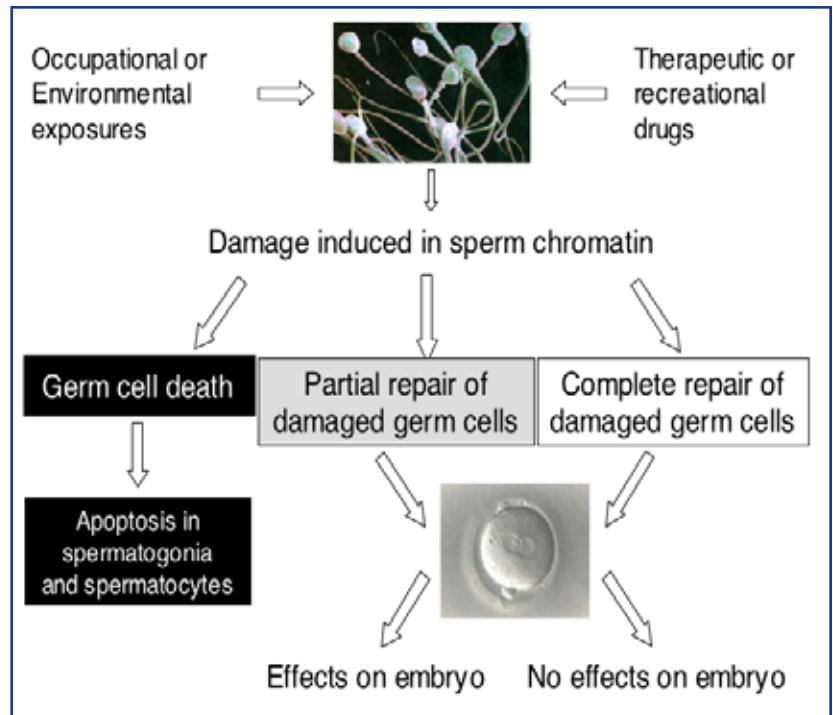 Occupational or
Environmental
exposures
Therapeutic or
recreational
drugs
Damage induced in sperm chromatin
Germ cell death
Partial repair of
damaged germ cells
Complete repair of
damaged germ cells
Apoptosis in
spermatogonia
and spermatocytes
Effects on embryo
No effects on embryo